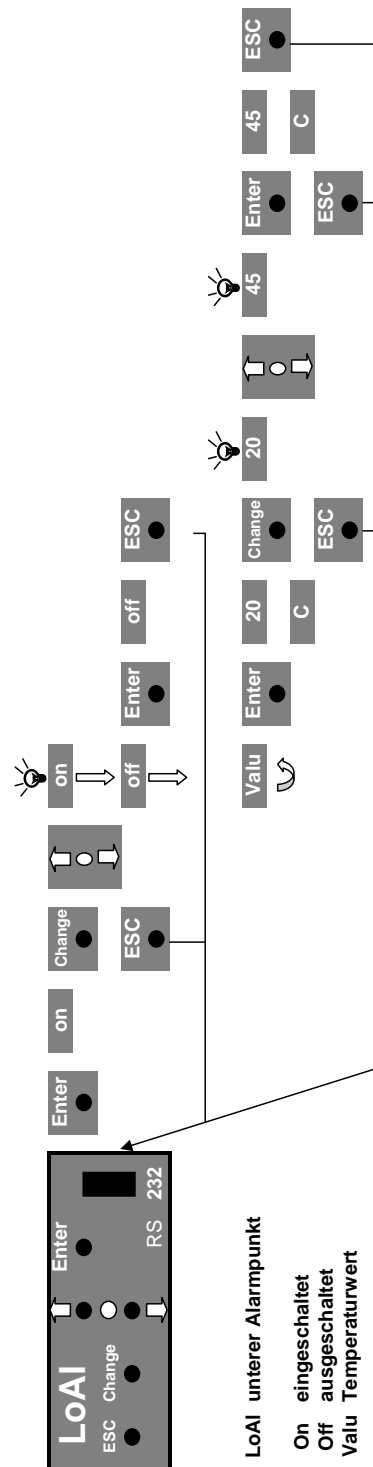 LoAl
Enter
ESC Change
RS 232
Enter
on
Change
ESC
on
off
Enter
off
ESC
Valu
Enter
20
C
Change
ESC
20
45
Enter
ESC
45
C
ESC
LoAl unterer Alarmpunkt
On eingeschaltet
Off ausgeschaltet
Valu Temperaturwert